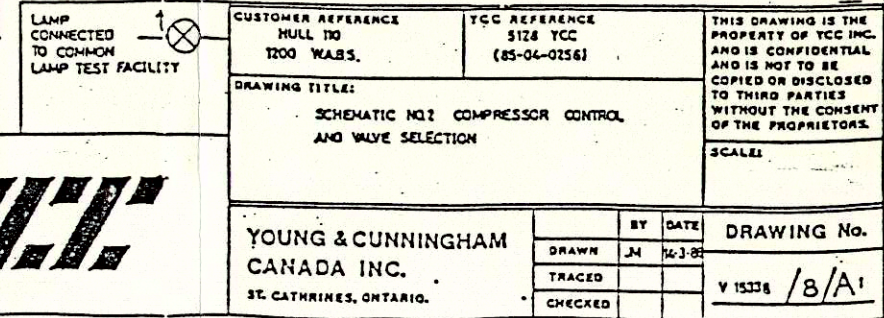 LAMP
CONNECTED
TO COMMON
LAMP TEST FACILITY
CUSTOMER REFERENCE
HULL 110
1200 W.A.B.S.
YCC REFERENCE
5128 YCC
(85-04-0256)
DRAWING TITLE:
SCHEMATIC NO.2 COMPRESSOR CONTROL
AND VALVE SELECTION
THIS DRAWING IS THE
PROPERTY OF YCC INC.
AND IS CONFIDENTIAL
AND IS NOT TO BE
COPIED OR DISCLOSED
TO THIRD PARTIES
WITHOUT THE CONSENT
OF THE PROPRIETORS.
SCALE:
YOUNG & CUNNINGHAM
CANADA INC.
ST. CATHRINES, ONTARIO.
BY DATE
DRAWN JM
TRACED
CHECKED
DRAWING No.
V 15338 /8/A1